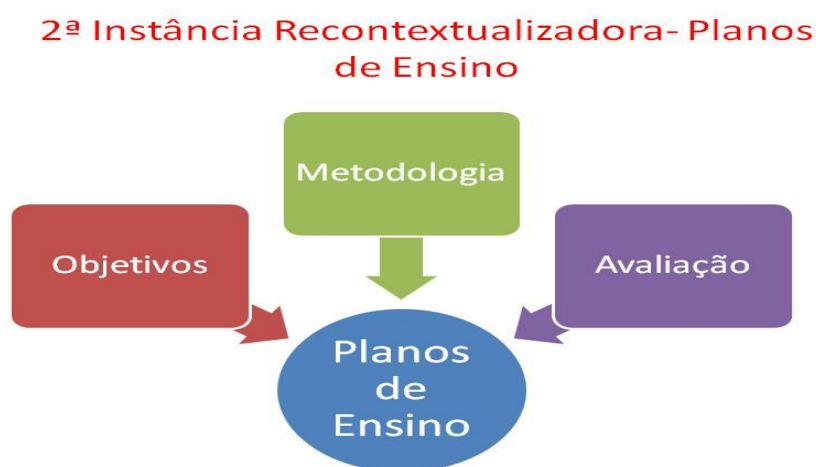 2ª Instância Recontextualizadora- Planos
de Ensino
Metodologia
Objetivos
Avaliação
Planos
de
Ensino